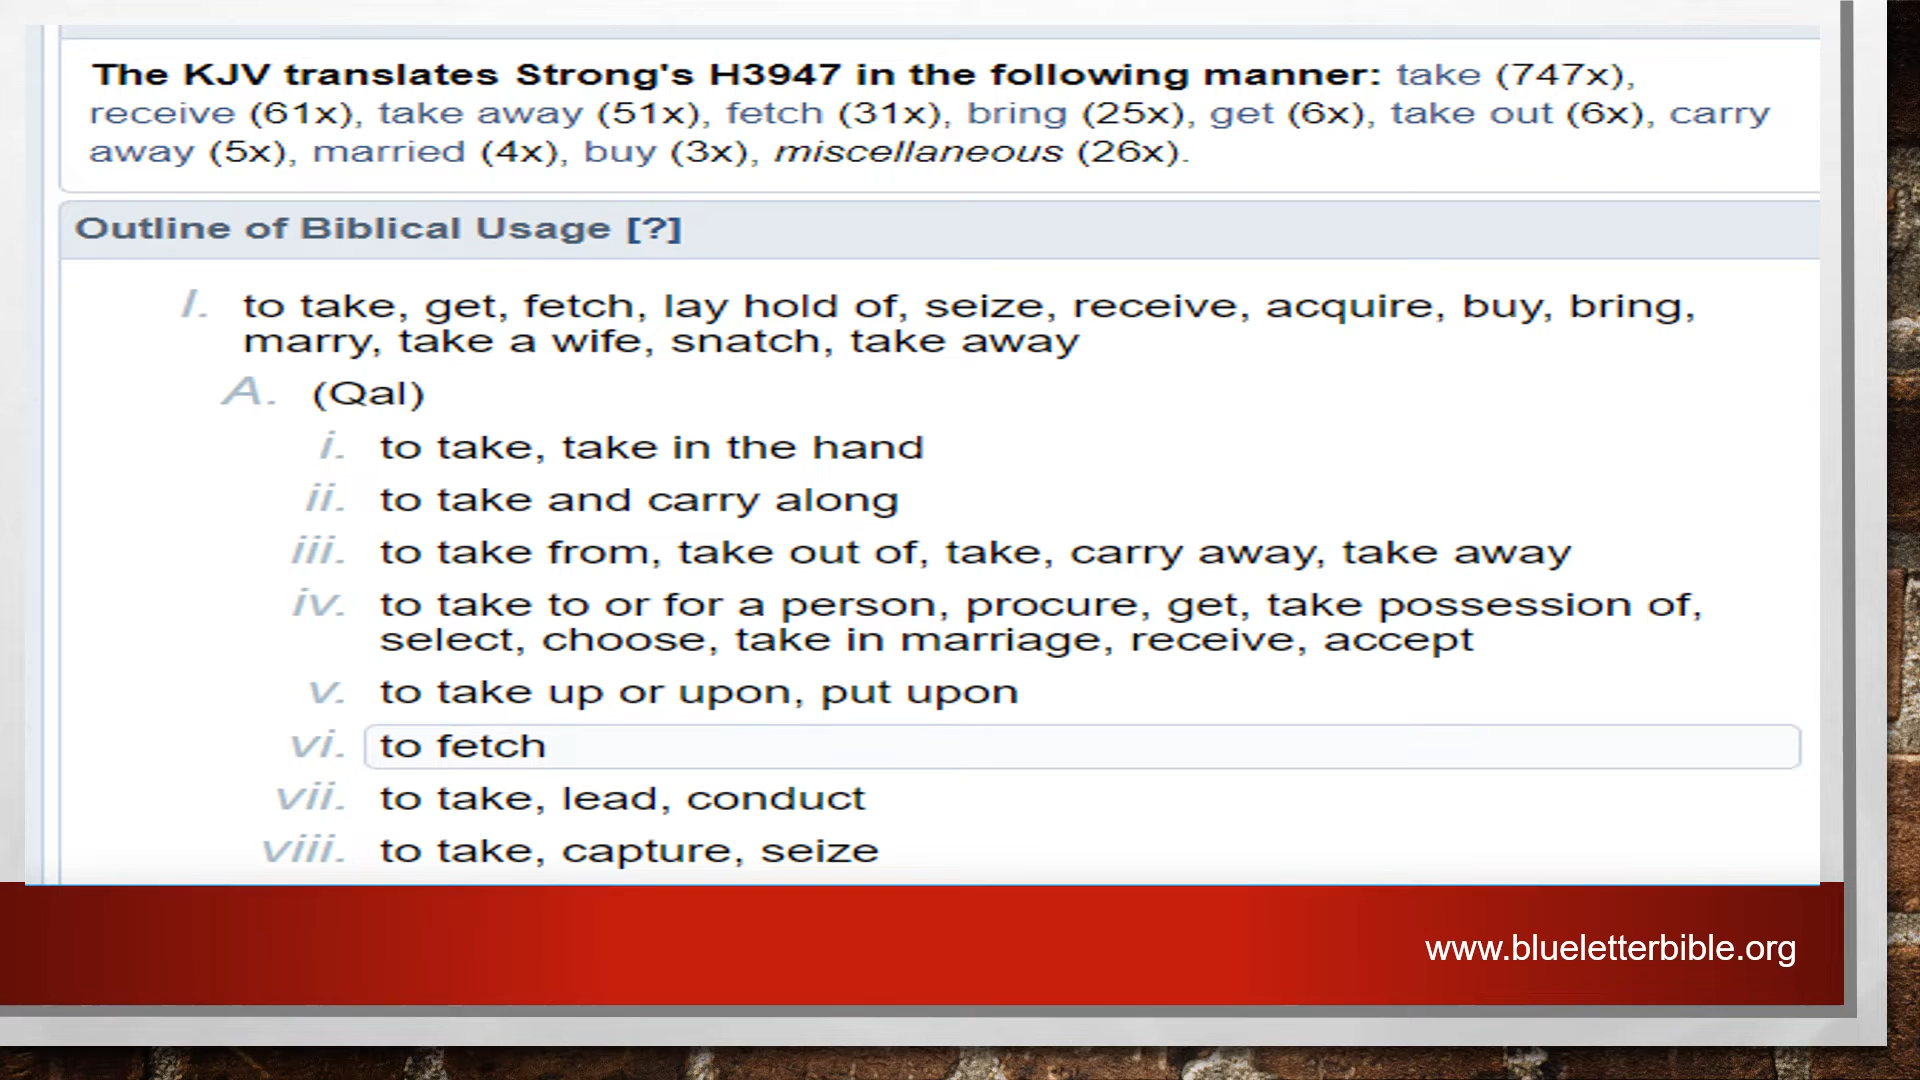 The KJV translates Strong's H3947 in the following manner: take (747x),
receive (61x), take away (51x), fetch (31x), bring (25x), get (6x), take out (6x), carry
away (5x), married (4x), buy (3x), miscellaneous (26x).
Outline of Biblical Usage [?]
I. to take, get, fetch, lay hold of, seize, receive, acquire, buy, bring,
marry, take a wife, snatch, take away
A. (Qal)
i. to take, take in the hand
ii. to take and carry along
iii. to take from, take out of, take, carry away, take away
iv. to take to or for a person, procure, get, take possession of,
select, choose, take in marriage, receive, accept
v. to take up or upon, put upon
vi. to fetch
vii. to take, lead, conduct
viii. to take, capture, seize
www.blueletterbible.org